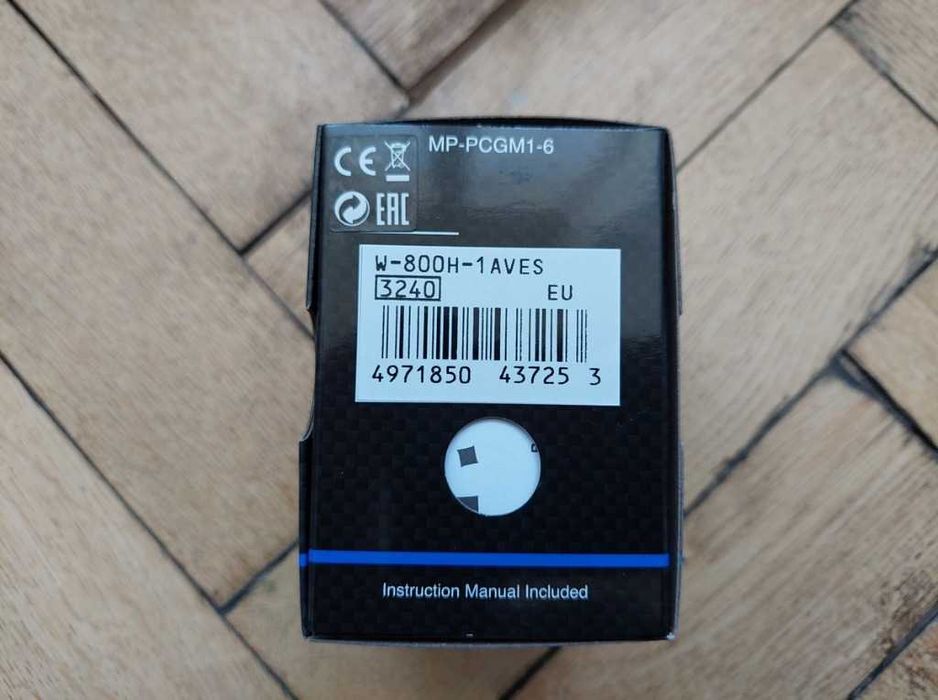 MP-PCGM1-6
CE
EAC
W-800H-1AVES
3240
EU
4971850 43725 3
Instruction Manual Included